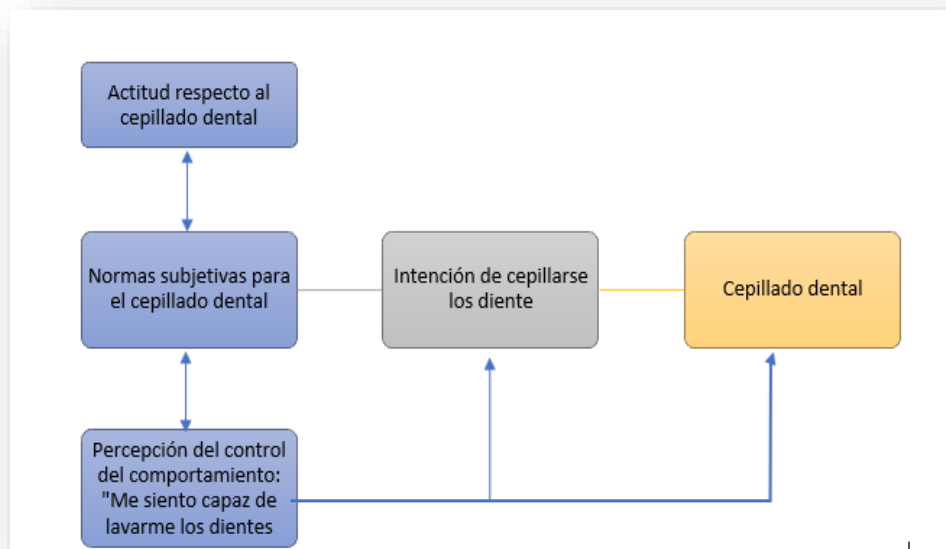 Actitud respecto al
cepillado dental
Normas subjetivas para
el cepillado dental
Intención de cepillarse
los diente
Cepillado dental
Percepción del control
del comportamiento:
"Me siento capaz de
lavarme los dientes